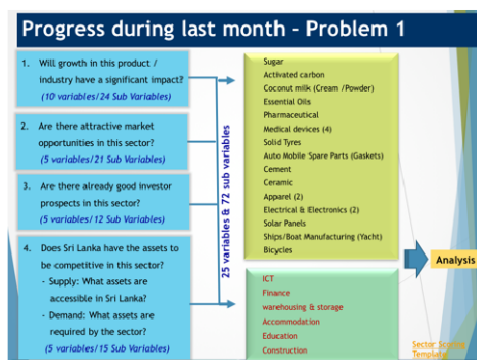 Progress during last month - Problem 1
1. Will growth in this product /
industry have a significant impact?
(10 variables/24 Sub Variables)
2. Are there attractive market
opportunities in this sector?
(5 variables/21 Sub Variables)
3. Are there already good investor
prospects in this sector?
(5 variables/12 Sub Variables)
4. Does Sri Lanka have the assets to
be competitive in this sector?
- Supply: What assets are
accessible in Sri Lanka?
- Demand: What assets are
required by the sector?
(5 variables/15 Sub Variables)
25 variables & 72 sub variables
Sugar
Activated carbon
Coconut milk (Cream /Powder)
Essential Oils
Pharmaceutical
Medical devices (4)
Solid Tyres
Auto Mobile Spare Parts (Gaskets)
Cement
Ceramic
Apparel (2)
Electrical & Electronics (2)
Solar Panels
Ships/Boat Manufacturing (Yacht)
Bicycles
ICT
Finance
warehousing & storage
Accommodation
Education
Construction
Analysis
Sector Scoring
Template